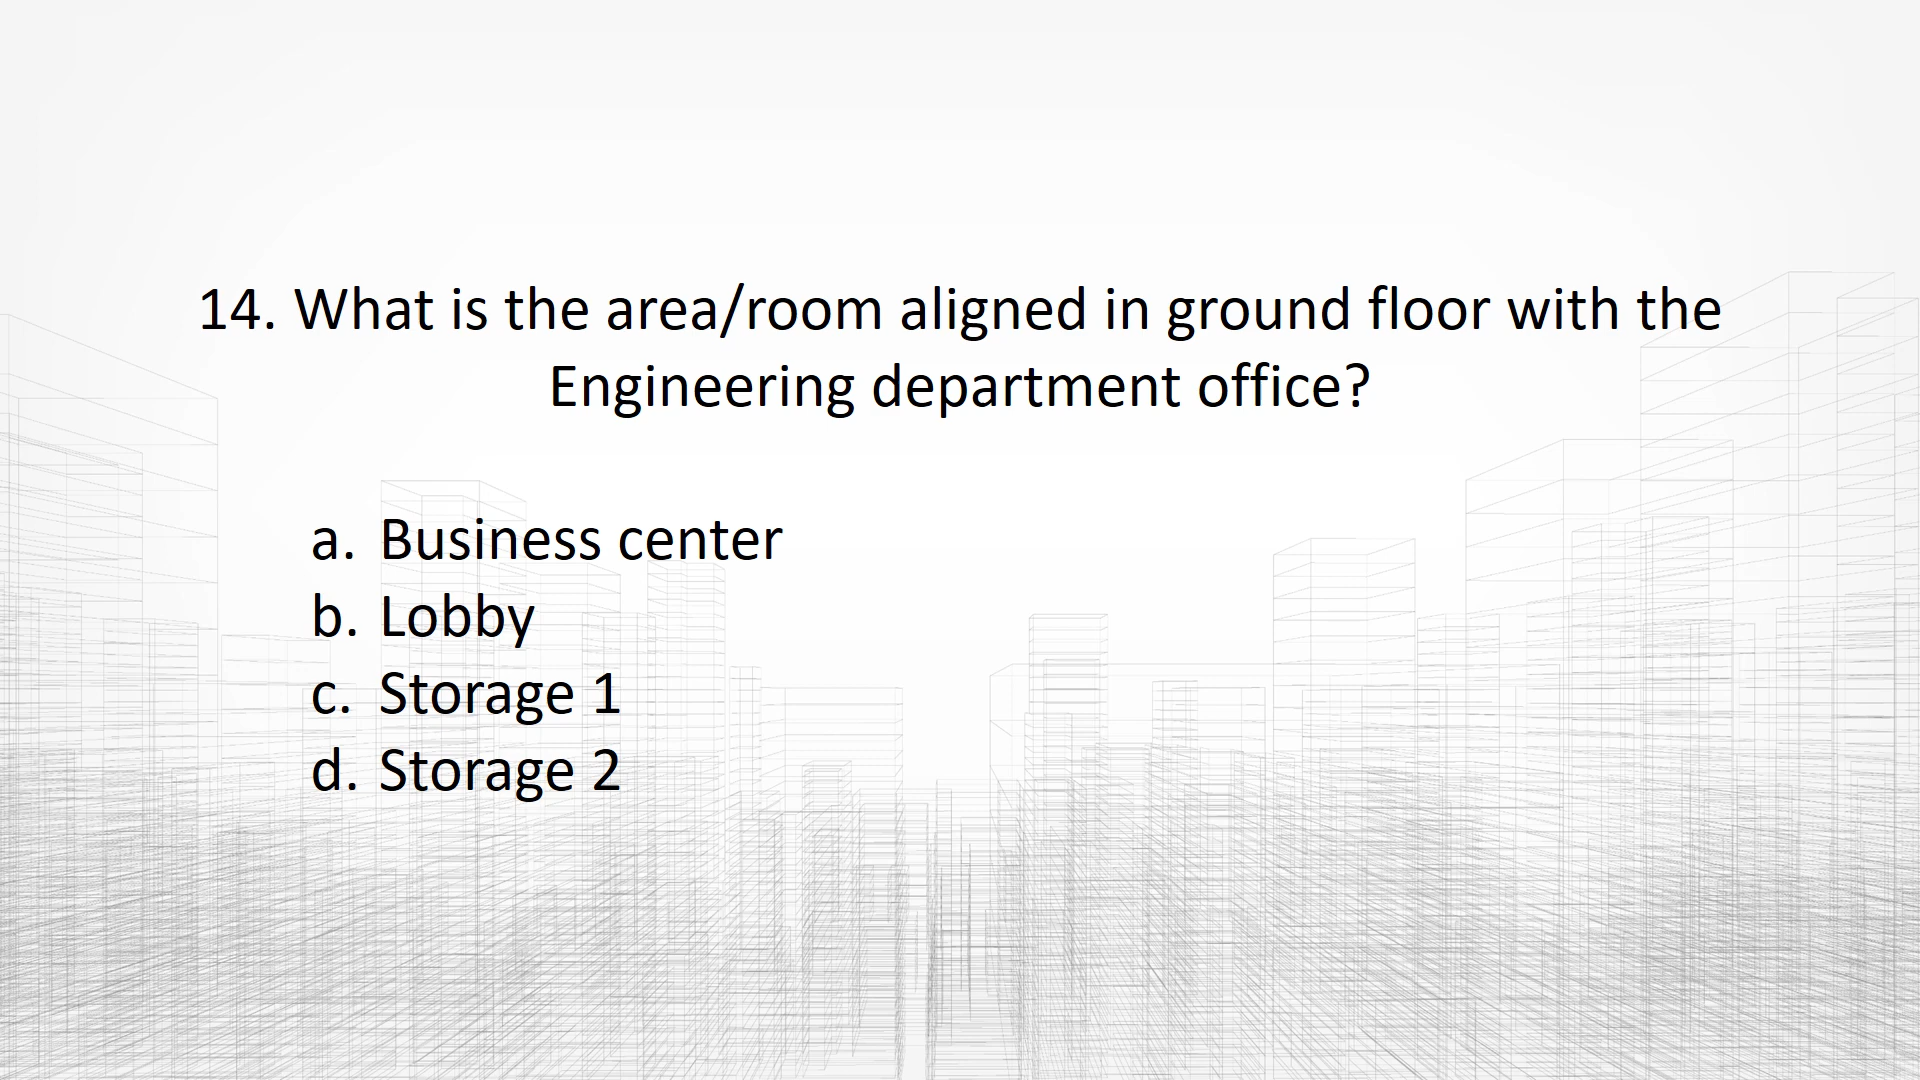 14. What is the area/room aligned in ground floor with the
Engineering department office?
a. Business center
b. Lobby
c. Storage 1
d. Storage 2